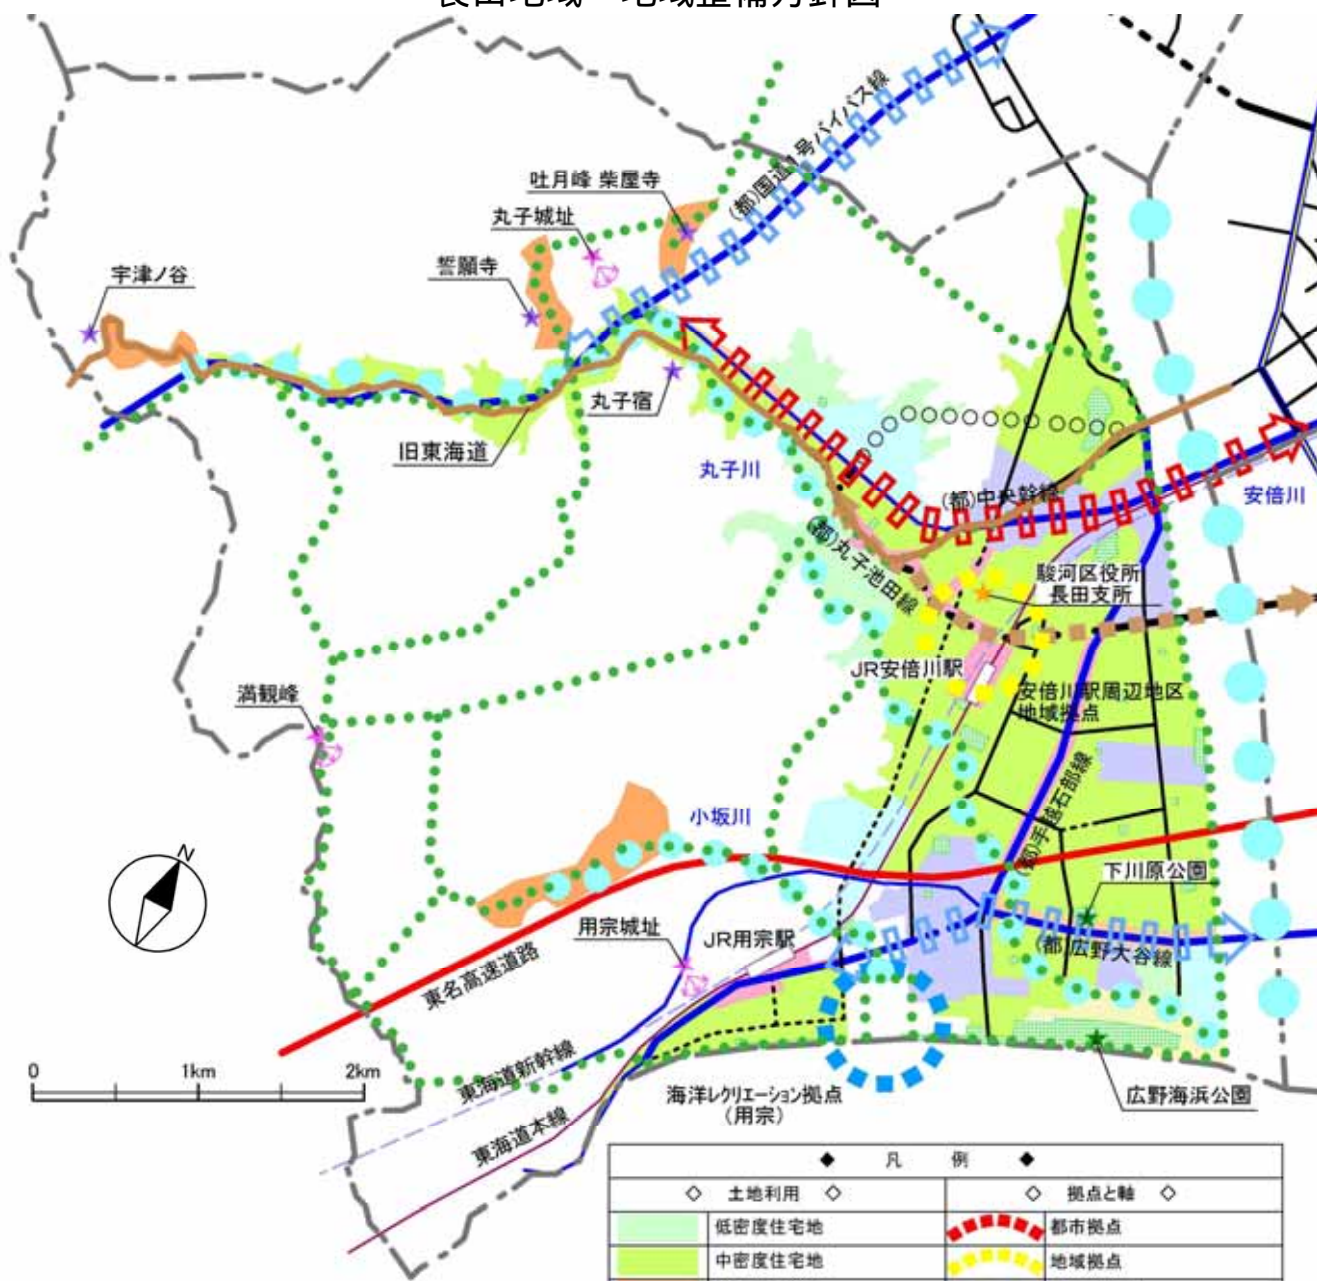 長田地域 地域整備方針図
(都)国道1号バイパス線
吐月峰 柴屋寺
丸子城址
誓願寺
宇津ノ谷
丸子宿
旧東海道
丸子川
(都)中央幹線
安倍川
(都)丸子池田線
駿河区役所
長田支所
JR安倍川駅
安倍川駅周辺地区
地域拠点
満観峰
小坂川
(都)手越石部線
N
下川原公園
用宗城址
JR用宗駅
(都)広野大谷線
東名高速道路
0 1km 2km
東海道新幹線
海洋レクリエーション拠点
(用宗)
広野海浜公園
東海道本線
◆ 凡 例 ◆
◇ 土地利用 ◇ ◇ 拠点と軸 ◇
低密度住宅地 都市拠点
中密度住宅地 地域拠点